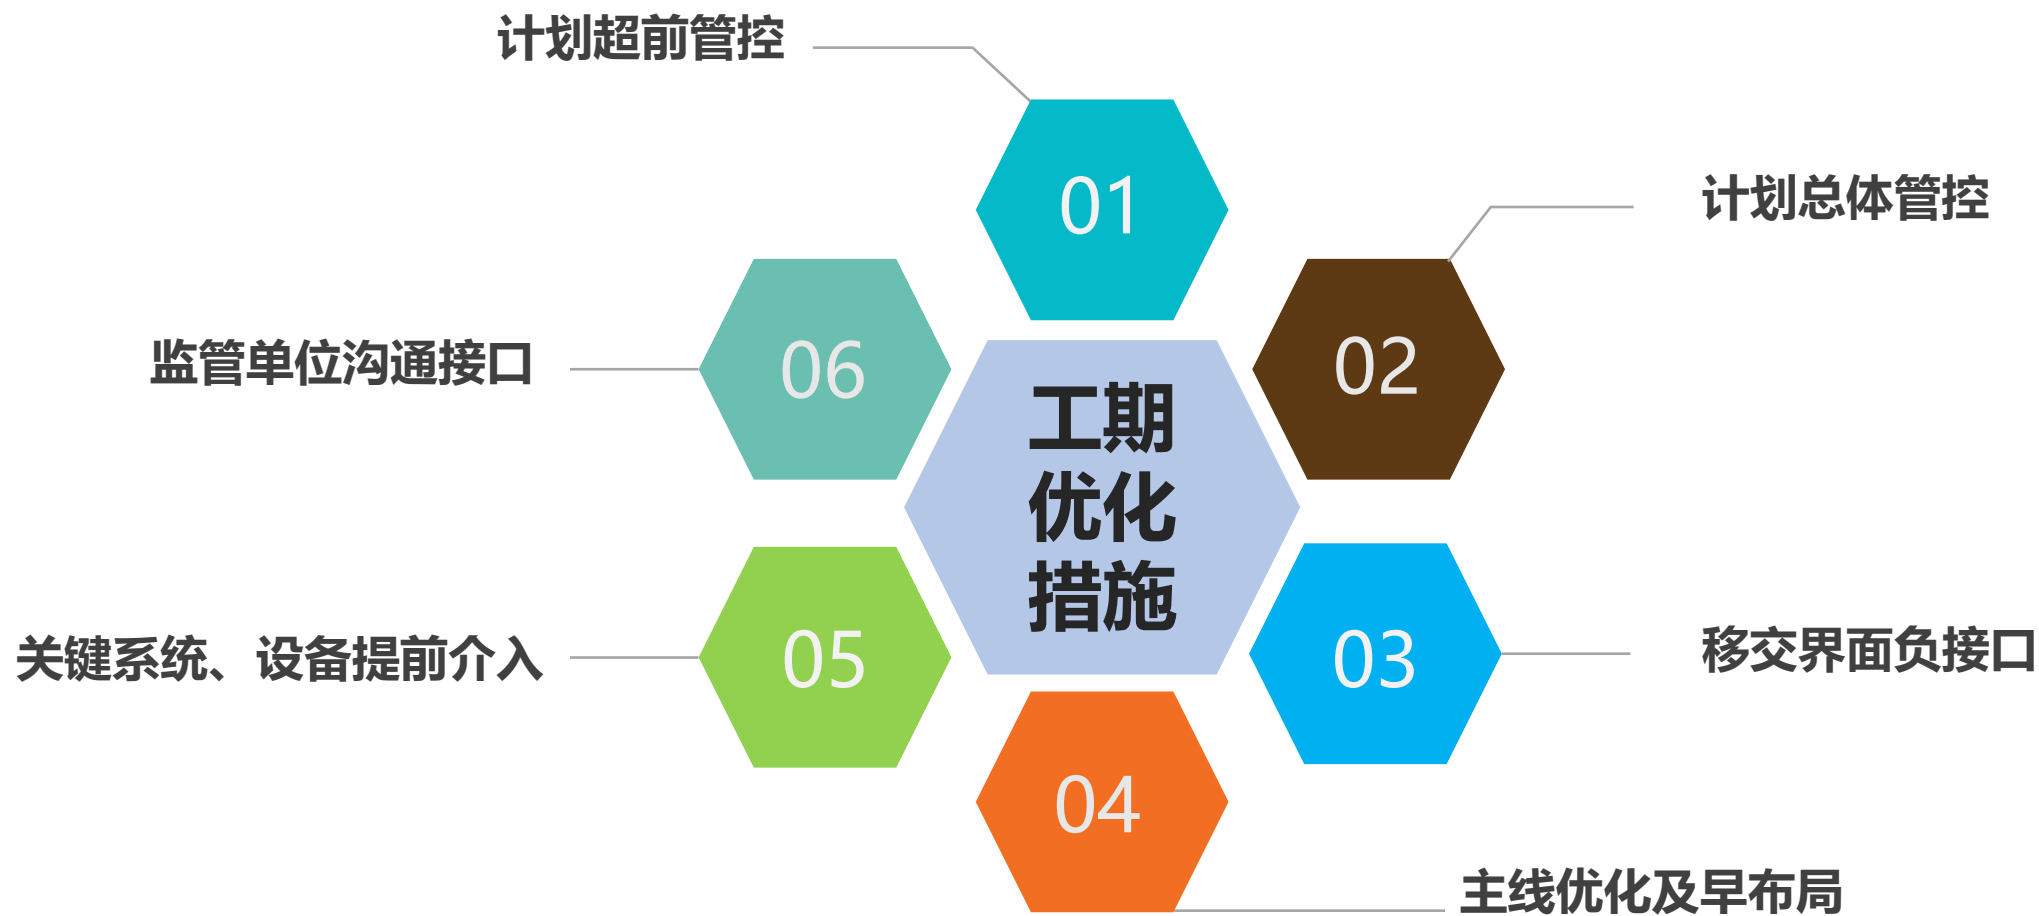 计划超前管控
01
计划总体管控
02
监管单位沟通接口
06
工期
优化
措施
关键系统、设备提前介入
05
03
移交界面负接口
04
主线优化及早布局